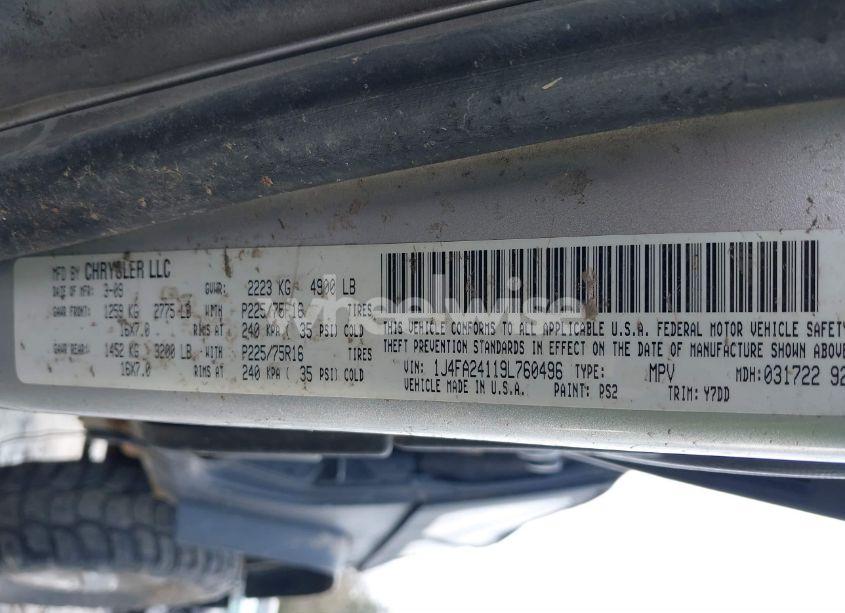 MFD BY CHRYSLER LLC
DATE OF MFR: 3-09 GVWR: 2223 KG 4900 LB
GAWR FRONT: 1259 KG 2775 LB WITH P225/75R16 TIRES
16X7.0 RIMS AT 240 KPA ( 35 PSI) COLD
GAWR REAR: 1452 KG 3200 LB WITH P225/75R16 TIRES
16X7.0 RIMS AT 240 KPA ( 35 PSI) COLD
THIS VEHICLE CONFORMS TO ALL APPLICABLE U.S.A. FEDERAL MOTOR VEHICLE SAFETY
THEFT PREVENTION STANDARDS IN EFFECT ON THE DATE OF MANUFACTURE SHOWN ABOVE
VIN: 1J4FA24119L760496 TYPE: MPV MDH: 031722 92
VEHICLE MADE IN U.S.A. PAINT: PS2 TRIM: Y7DD
wheelwise